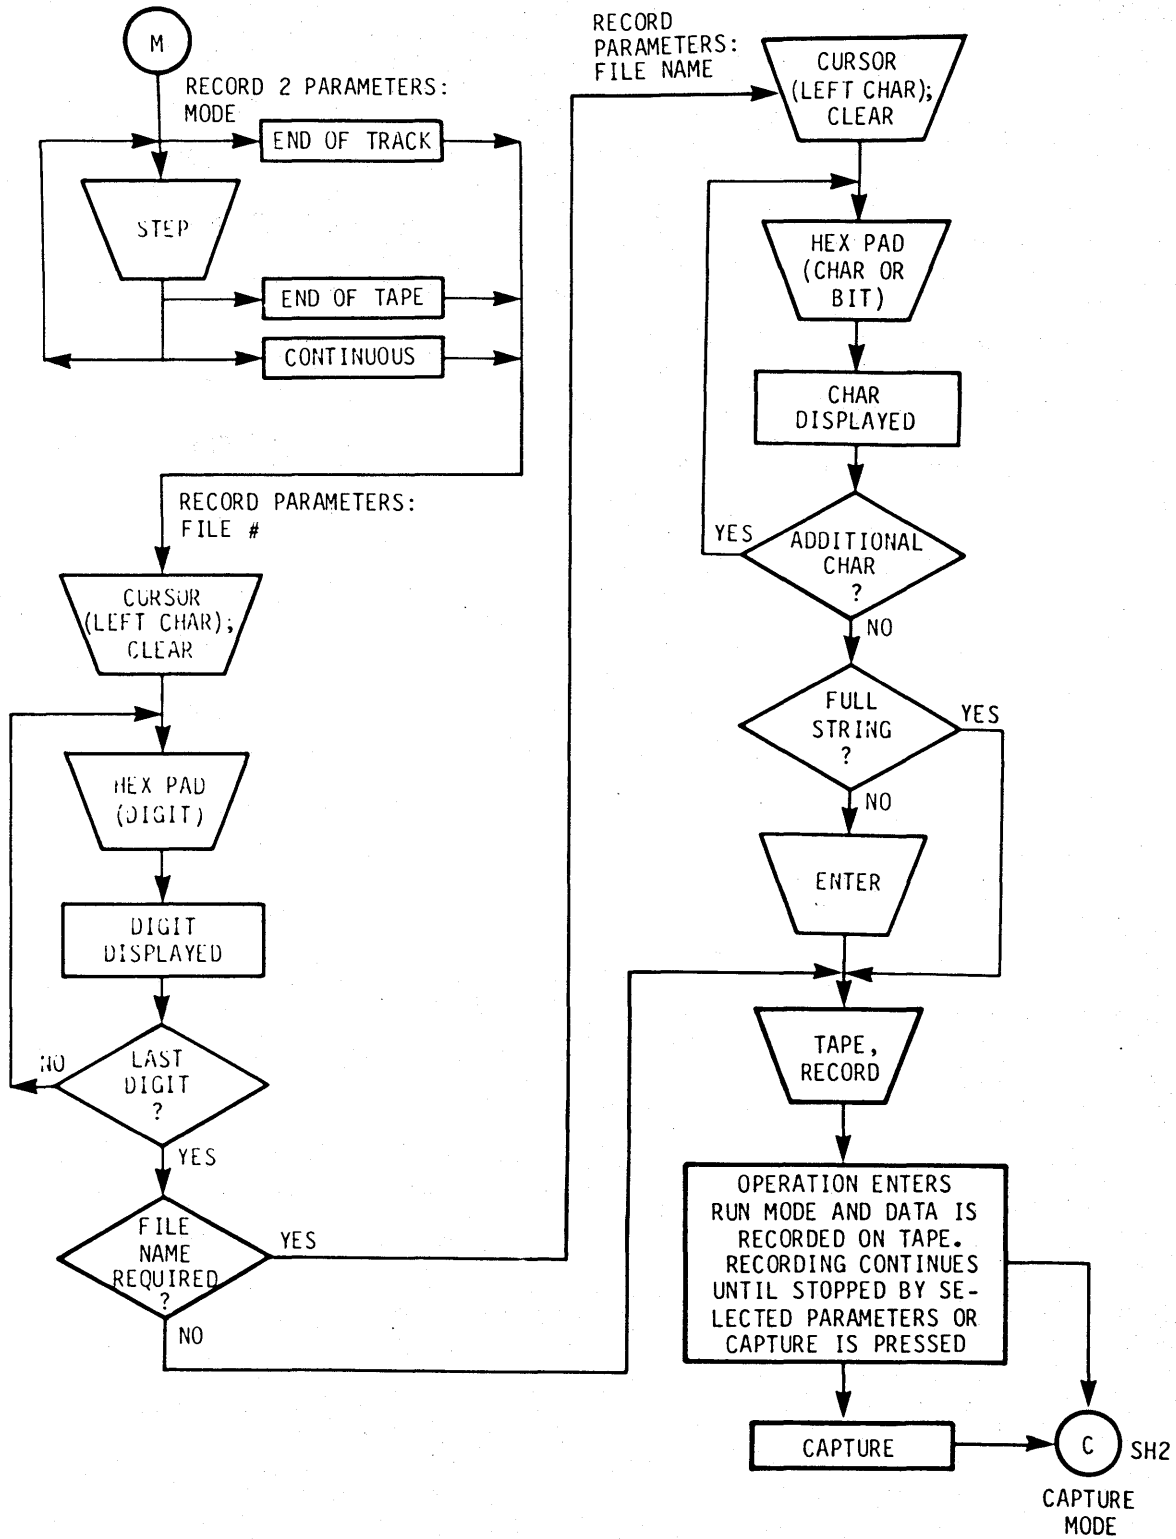 M
RECORD 2 PARAMETERS:
MODE
END OF TRACK
STEP
END OF TAPE
CONTINUOUS
RECORD PARAMETERS:
FILE #
CURSOR
(LEFT CHAR);
CLEAR
HEX PAD
(DIGIT)
DIGIT
DISPLAYED
NO
LAST
DIGIT
?
YES
FILE
NAME
REQUIRED
?
YES
NO
RECORD
PARAMETERS:
FILE NAME
CURSOR
(LEFT CHAR);
CLEAR
HEX PAD
(CHAR OR
BIT)
CHAR
DISPLAYED
YES
ADDITIONAL
CHAR
?
NO
FULL
STRING
?
YES
NO
ENTER
TAPE,
RECORD
OPERATION ENTERS
RUN MODE AND DATA IS
RECORDED ON TAPE.
RECORDING CONTINUES
UNTIL STOPPED BY SE-
LECTED PARAMETERS OR
CAPTURE IS PRESSED
CAPTURE
C
SH2
CAPTURE
MODE